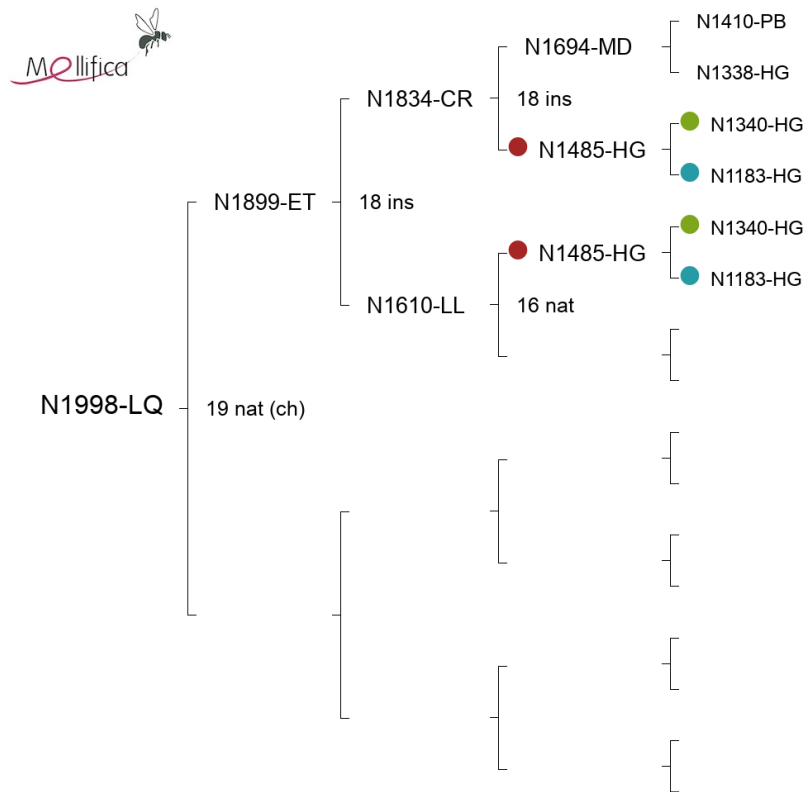 Mellifica
N1410-PB
N1694-MD
N1338-HG
N1834-CR
18 ins
N1340-HG
N1485-HG
N1183-HG
N1899-ET
18 ins
N1340-HG
N1485-HG
N1183-HG
N1610-LL
16 nat
N1998-LQ
19 nat (ch)